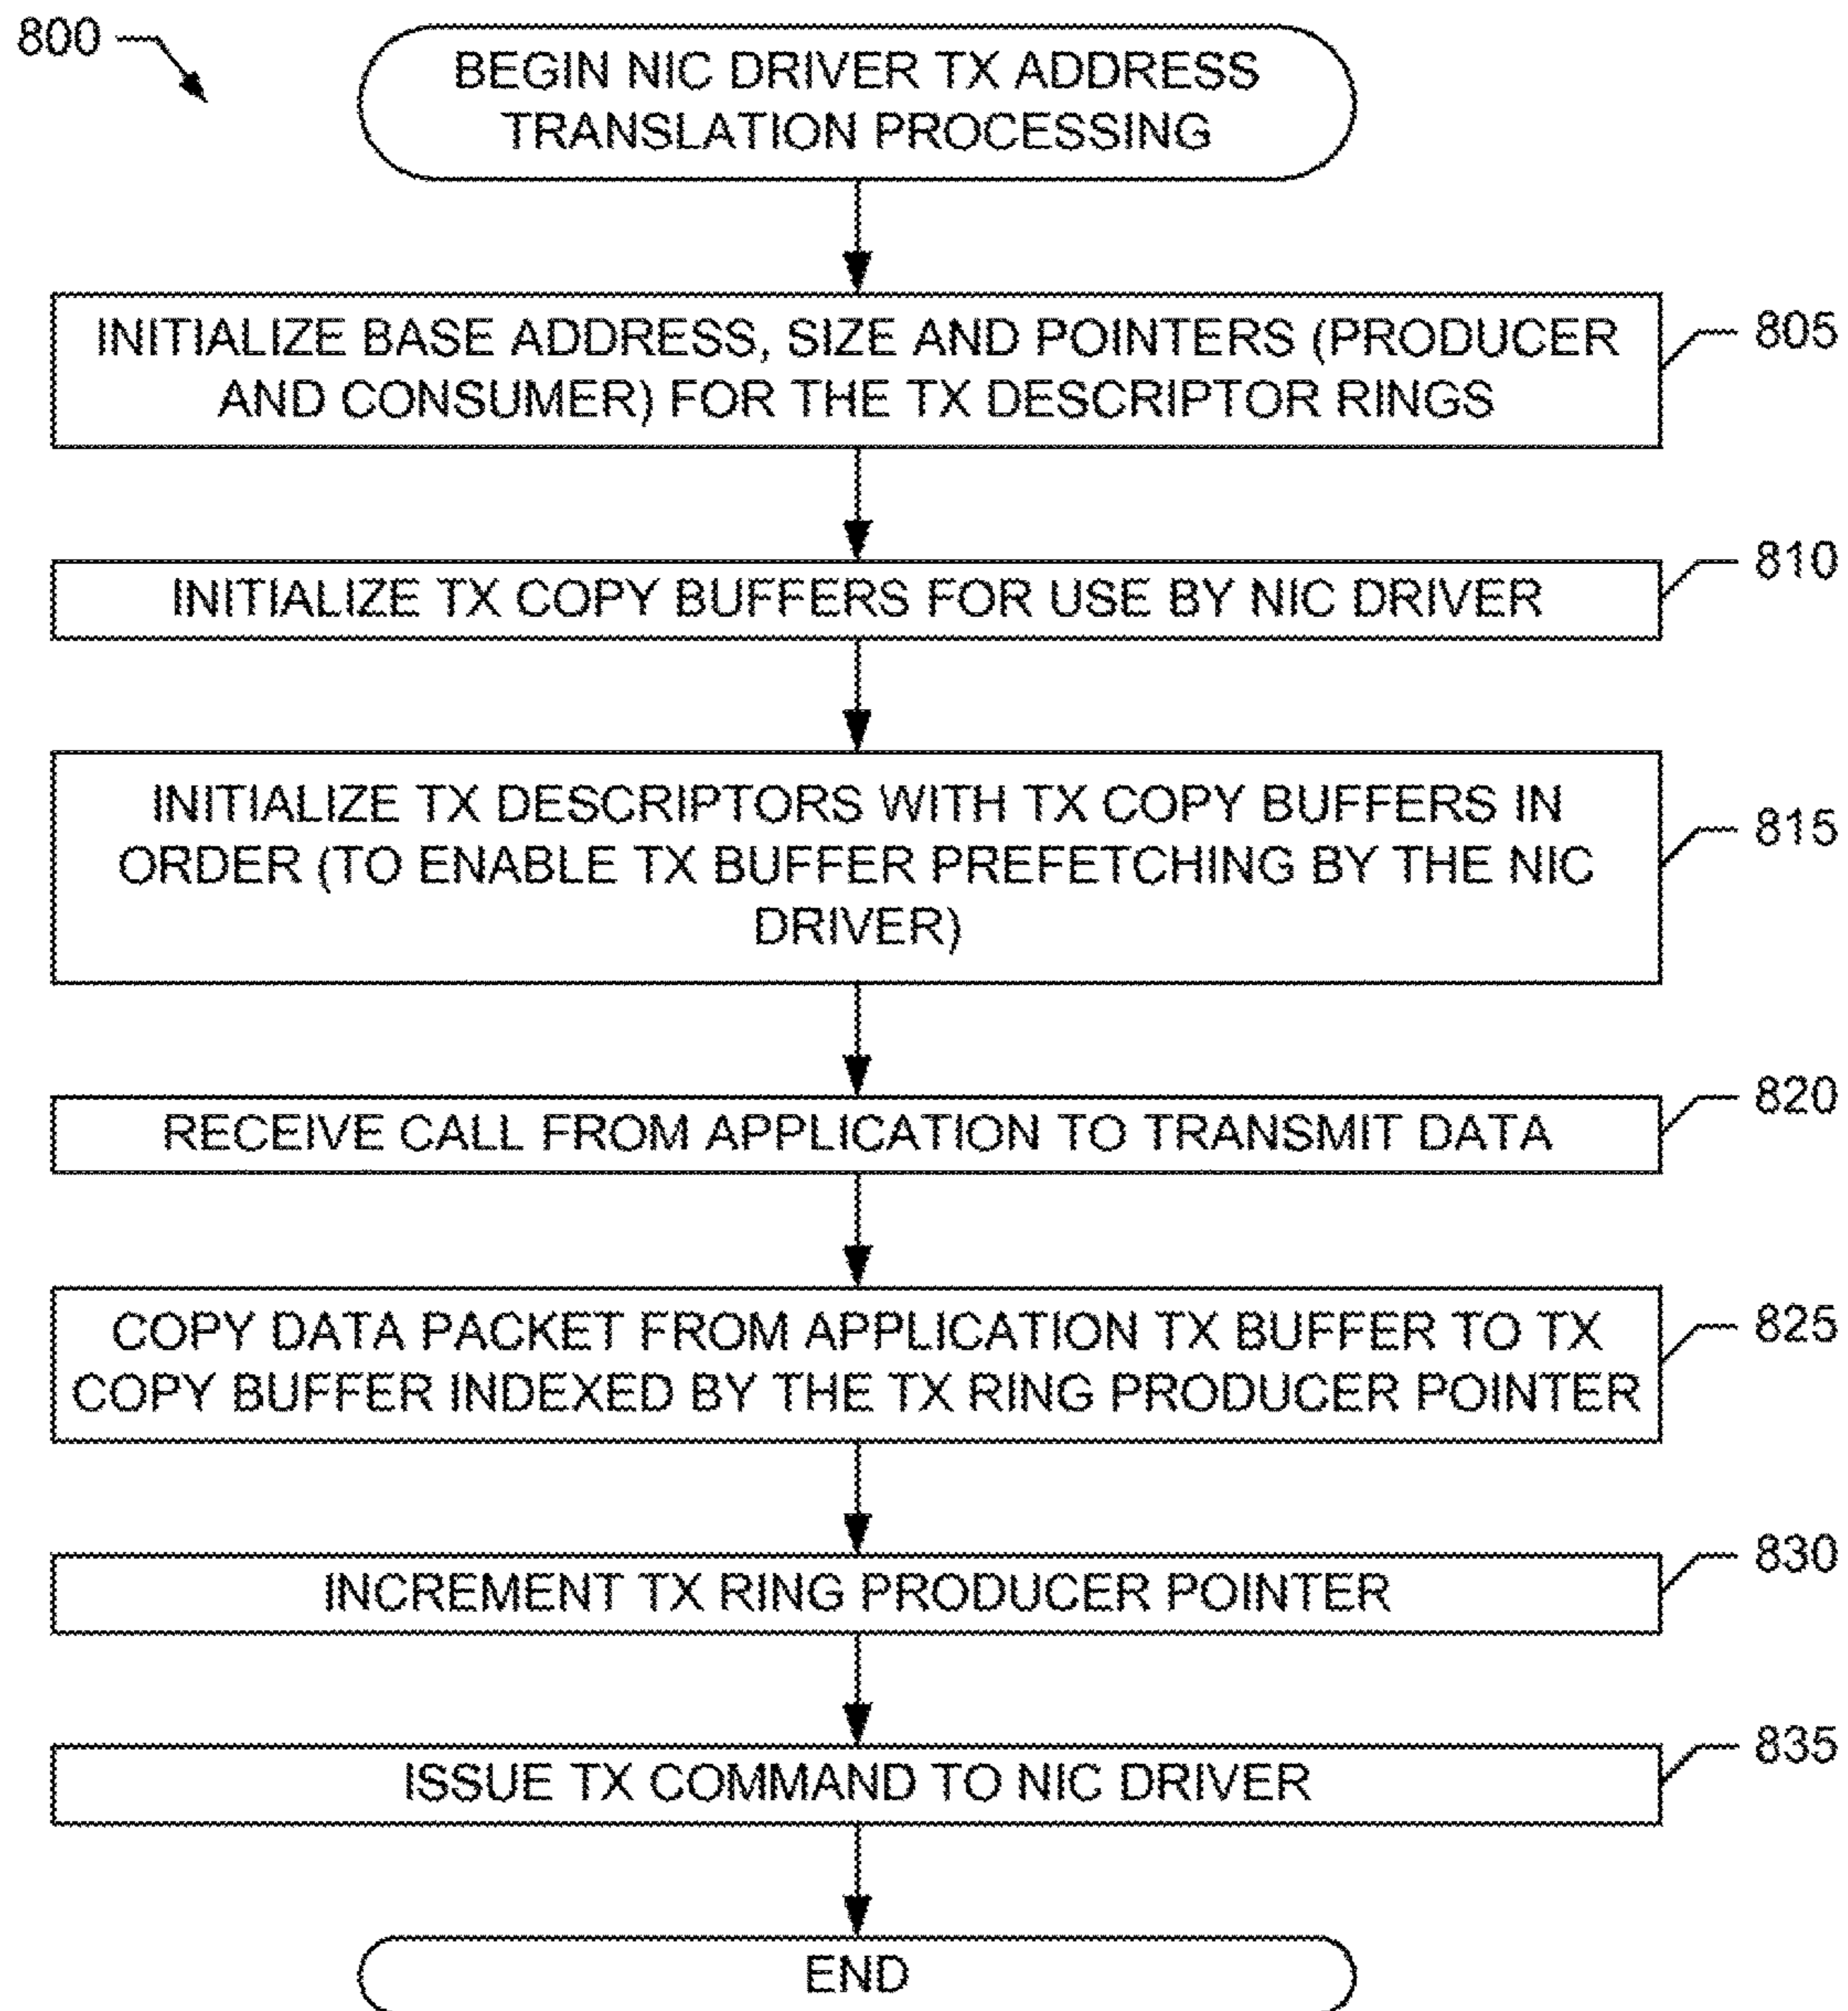 800
BEGIN NIC DRIVER TX ADDRESS
TRANSLATION PROCESSING
INITIALIZE BASE ADDRESS, SIZE AND POINTERS (PRODUCER
AND CONSUMER) FOR THE TX DESCRIPTOR RINGS
805
INITIALIZE TX COPY BUFFERS FOR USE BY NIC DRIVER
810
INITIALIZE TX DESCRIPTORS WITH TX COPY BUFFERS IN
ORDER (TO ENABLE TX BUFFER PREFETCHING BY THE NIC
DRIVER)
815
RECEIVE CALL FROM APPLICATION TO TRANSMIT DATA
820
COPY DATA PACKET FROM APPLICATION TX BUFFER TO TX
COPY BUFFER INDEXED BY THE TX RING PRODUCER POINTER
825
INCREMENT TX RING PRODUCER POINTER
830
ISSUE TX COMMAND TO NIC DRIVER
835
END